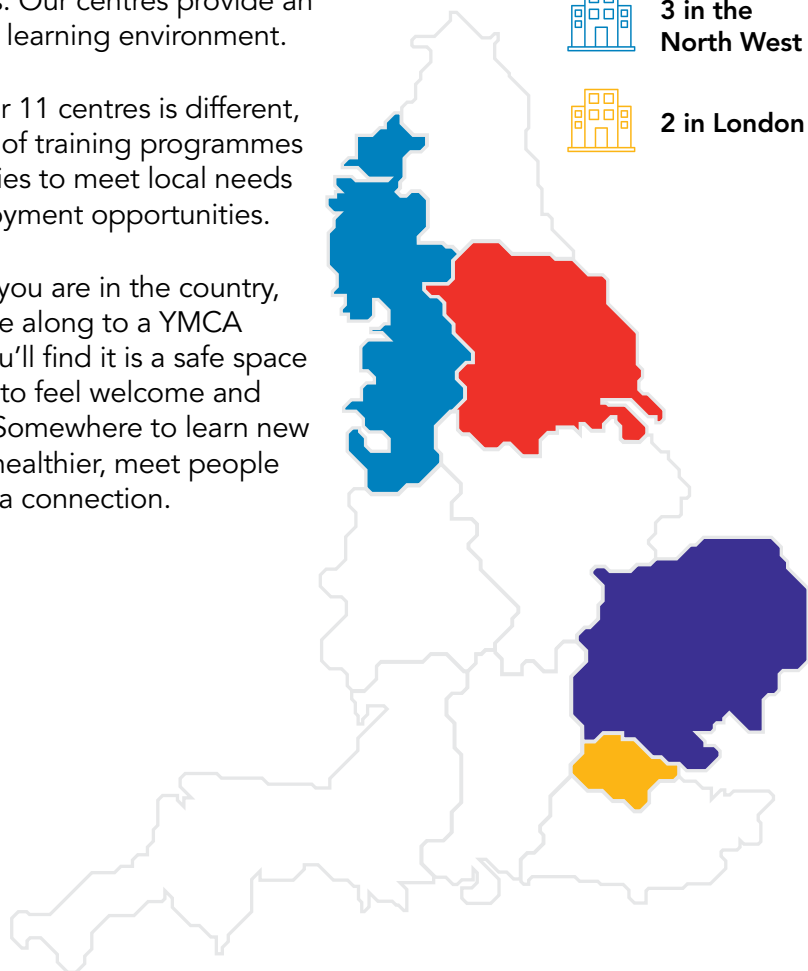 s. Our centres provide an
learning environment.
r 11 centres is different,
of training programmes
ies to meet local needs
oyment opportunities.
you are in the country,
e along to a YMCA
u'll find it is a safe space
to feel welcome and
Somewhere to learn new
healthier, meet people
a connection.
3 in the
North West
2 in London